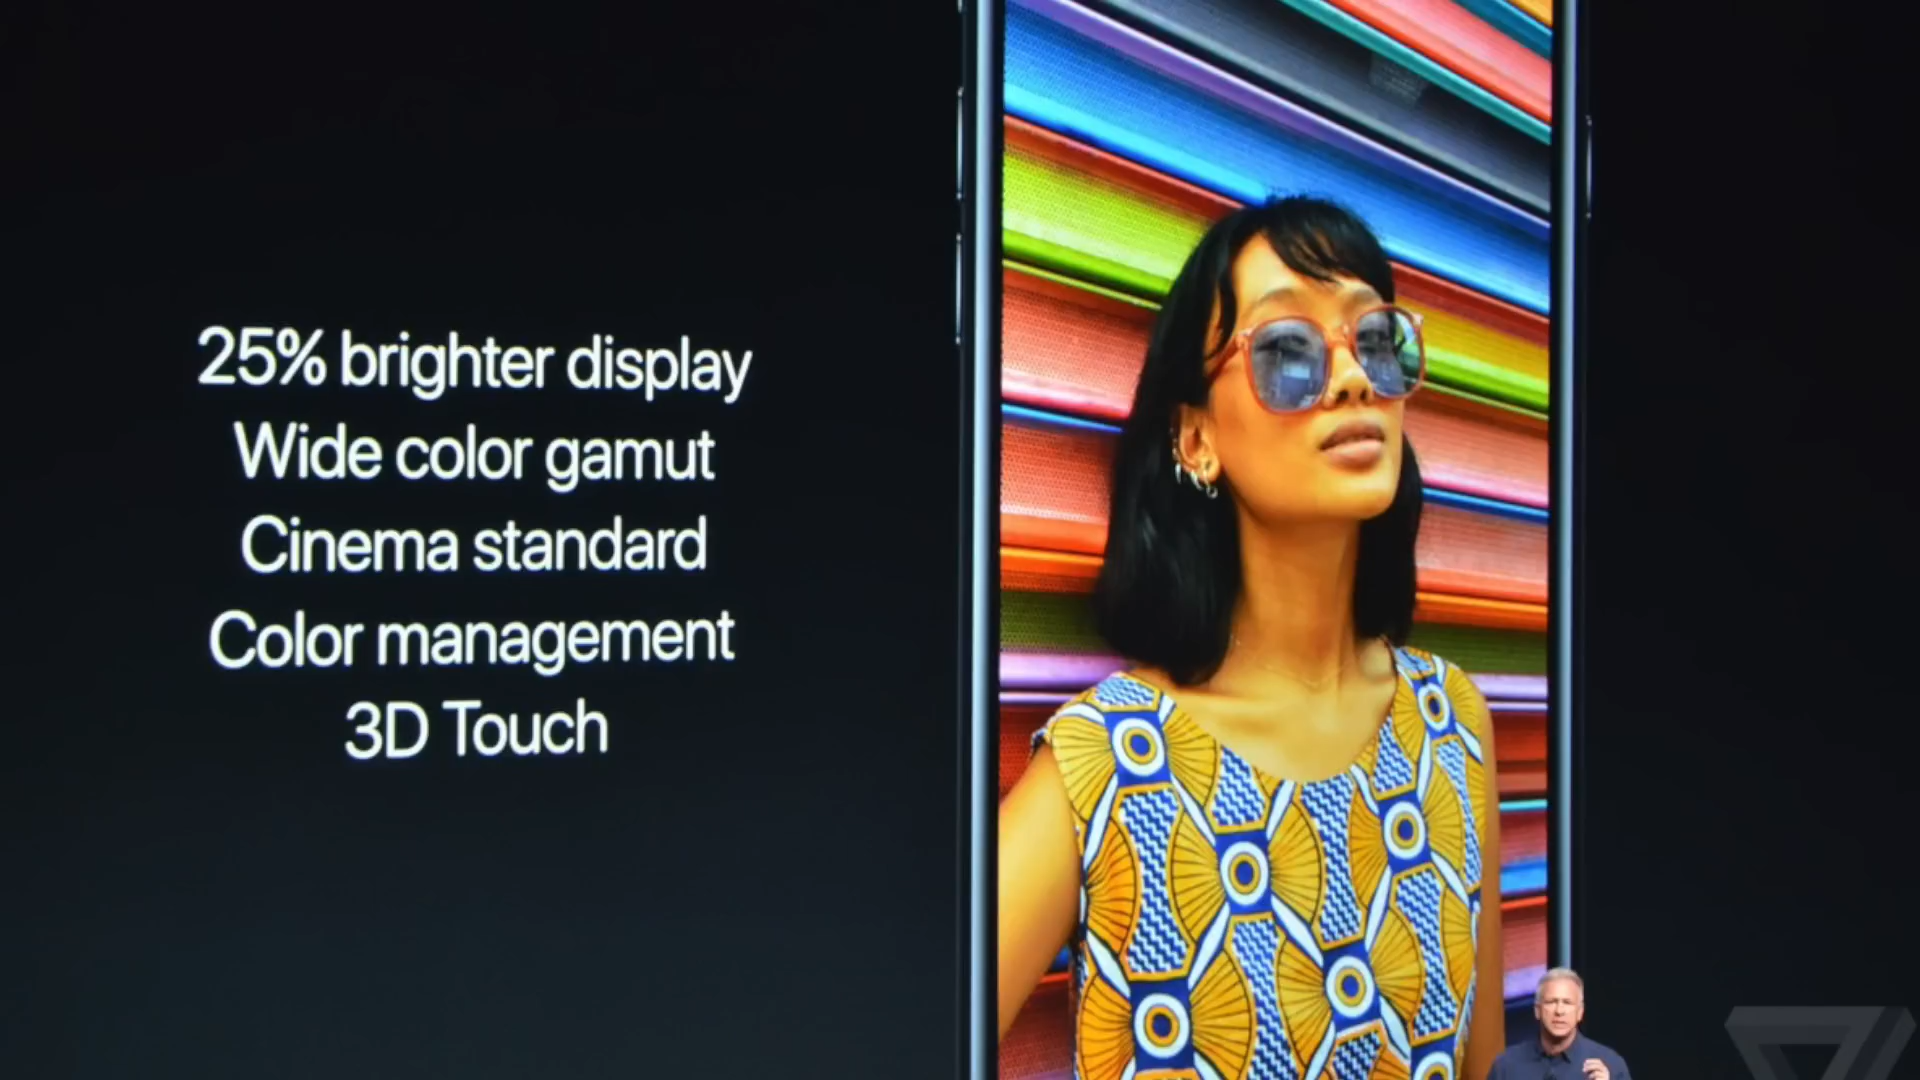 25% brighter display
Wide color gamut
Cinema standard
Color management
3D Touch